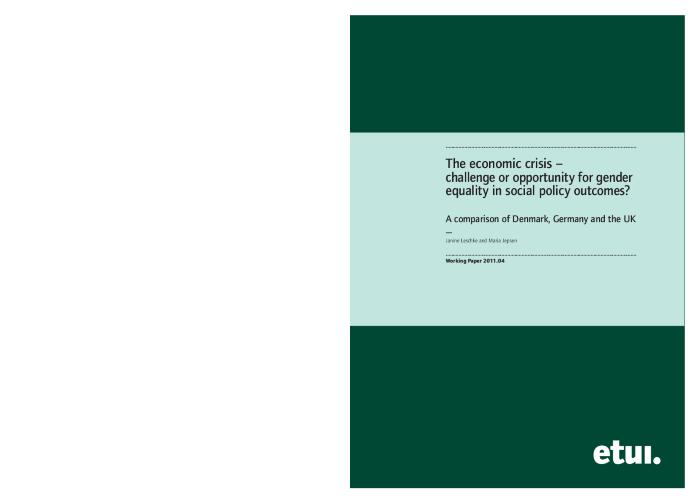 The economic crisis –
challenge or opportunity for gender
equality in social policy outcomes?
A comparison of Denmark, Germany and the UK
—
Janine Leschke and Maria Jepsen
Working Paper 2011.04
etui.